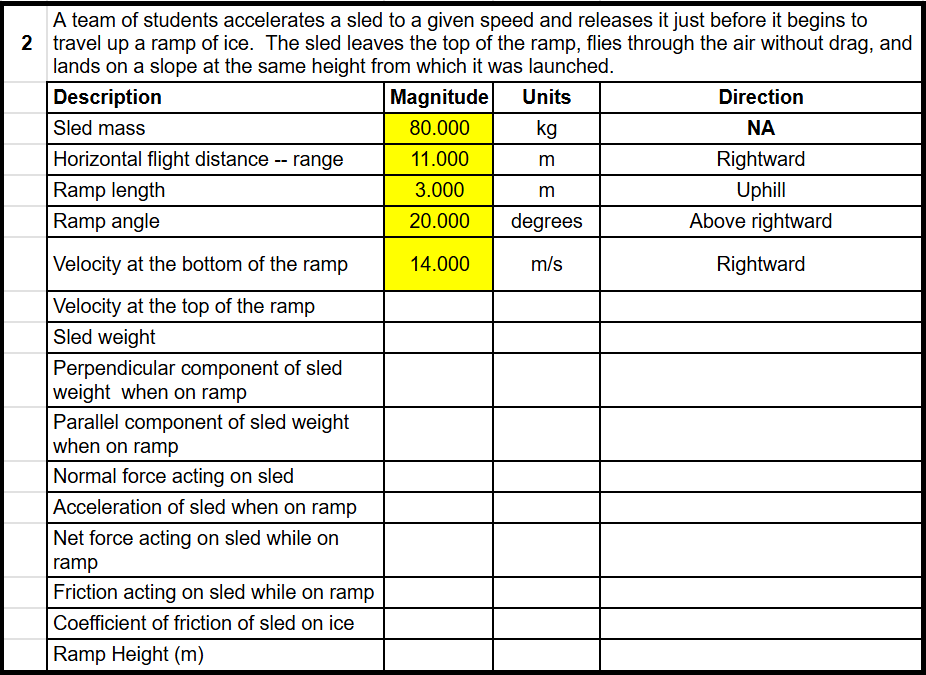 A team of students accelerates a sled to a given speed and releases it just before it begins to
2 travel up a ramp of ice. The sled leaves the top of the ramp, flies through the air without drag, and
lands on a slope at the same height from which it was launched.
Description Magnitude Units Direction
Sled mass 80.000 kg NA
Horizontal flight distance -- range 11.000 m Rightward
Ramp length 3.000 m Uphill
Ramp angle 20.000 degrees Above rightward
Velocity at the bottom of the ramp 14.000 m/s Rightward
Velocity at the top of the ramp
Sled weight
Perpendicular component of sled
weight when on ramp
Parallel component of sled weight
when on ramp
Normal force acting on sled
Acceleration of sled when on ramp
Net force acting on sled while on
ramp
Friction acting on sled while on ramp
Coefficient of friction of sled on ice
Ramp Height (m)